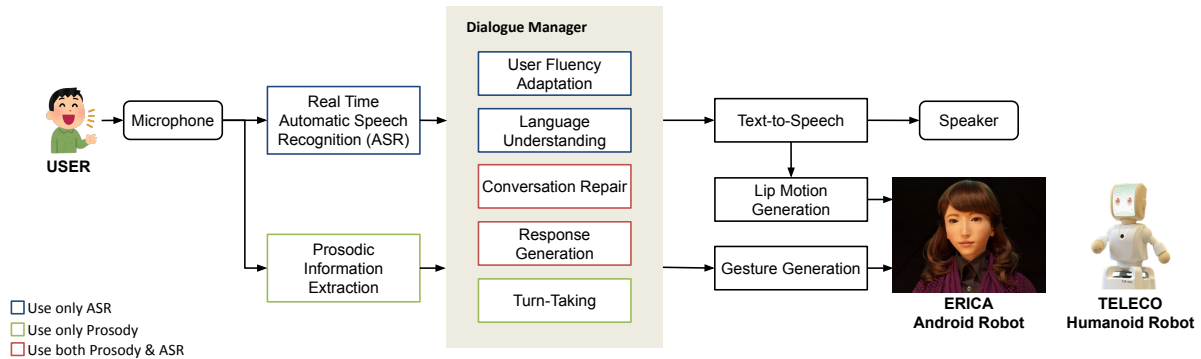 Dialogue Manager
USER
Microphone
Real Time
Automatic Speech
Recognition (ASR)
Prosodic
Information
Extraction
User Fluency
Adaptation
Language
Understanding
Conversation Repair
Response
Generation
Turn-Taking
Text-to-Speech
Speaker
Lip Motion
Generation
Gesture Generation
ERICA
Android Robot
TELECO
Humanoid Robot
Use only ASR
Use only Prosody
Use both Prosody & ASR